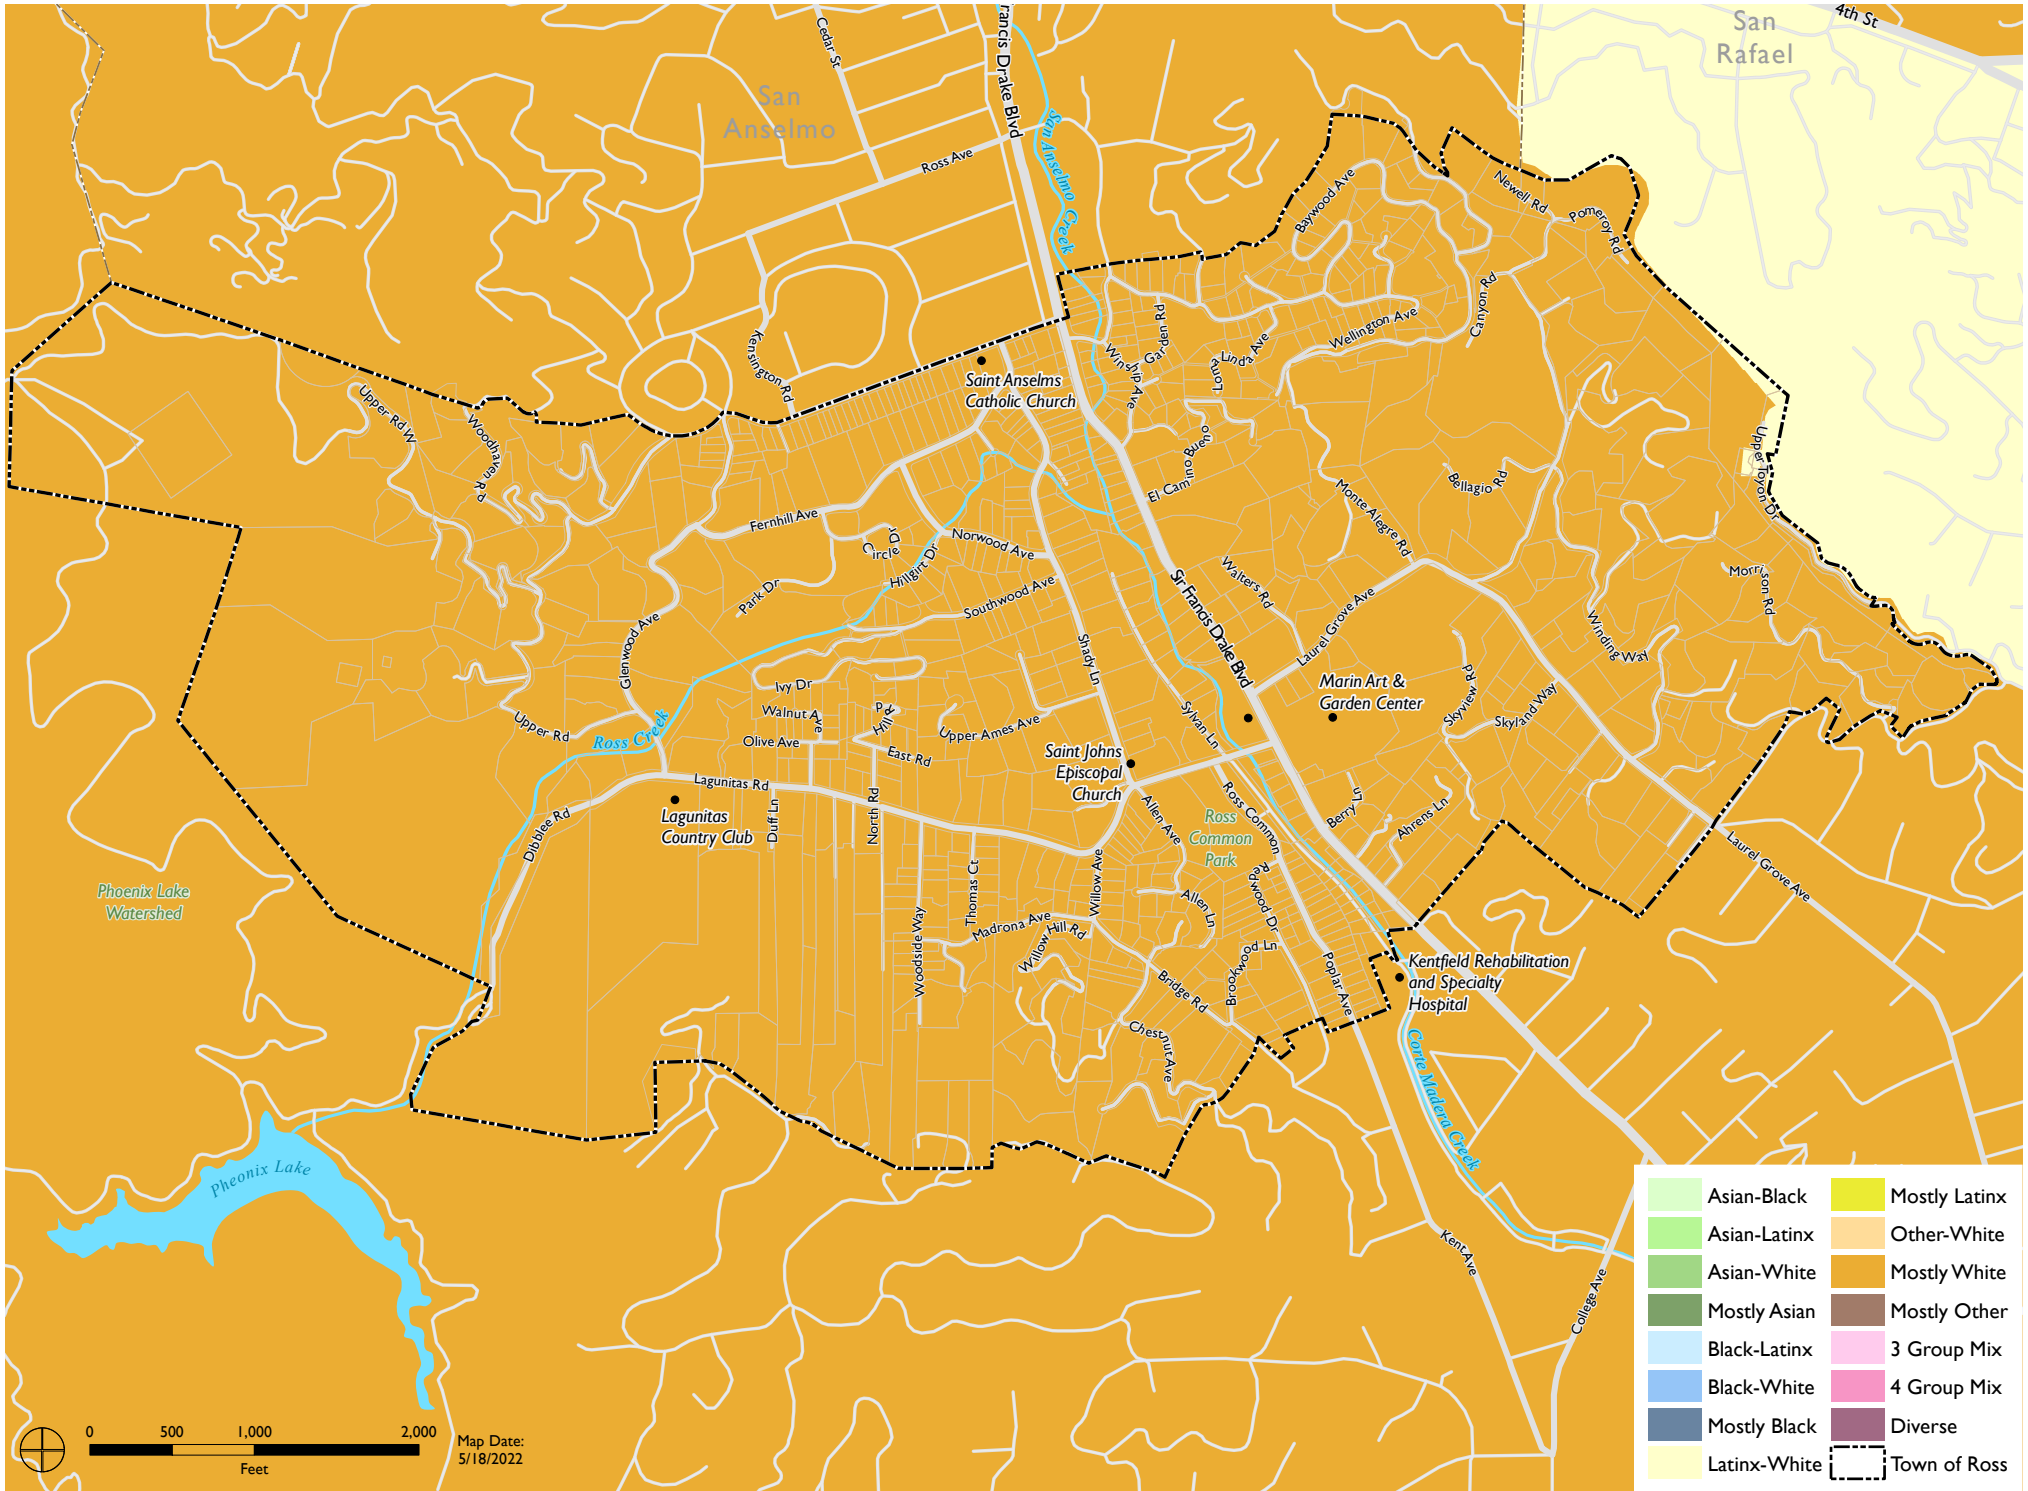 San
Rafael
4th St
Cedar St
rancis Drake Blvd
San
Anselmo
Ross Ave
San Anselmo Creek
Baywood Ave
Newell Rd
Pomeroy Rd
Canyon Rd
Wellington Ave
Garden Rd
Winship Ave
Loma Linda Ave
Kensington Rd
Saint Anselms
Catholic Church
Upper Rd W
Woodhaven Rd
El Camino Bueno
Monte Alegre Rd
Bellagio Rd
Upper Toyon Dr
Fernhill Ave
Circle Dr
Norwood Ave
Hillgirt Dr
Park Dr
Southwood Ave
Sir Francis Drake Blvd
Walters Rd
Laurel Grove Ave
Morrison Rd
Winding Way
Glenwood Ave
Shady Ln
Ivy Dr
Walnut Ave
Olive Ave
Hill Rd
East Rd
Upper Ames Ave
Sylvan Ln
Marin Art &
Garden Center
Skyview Rd
Skyland Way
Upper Rd
Ross Creek
Saint Johns
Episcopal
Church
Lagunitas Rd
Dibblee Rd
Lagunitas
Country Club
Duff Ln
North Rd
Allen Ave
Ross Common
Ross
Common
Park
Berry Ln
Ahrens Ln
Laurel Grove Ave
Phoenix Lake
Watershed
Woodside Way
Thomas Ct
Madrona Ave
Willow Ave
Willow Hill Rd
Allen Ln
Redwood Dr
Brookwood Ln
Bridge Rd
Poplar Ave
Kentfield Rehabilitation
and Specialty
Hospital
Chestnut Ave
Corte Madera Creek
Pheonix Lake
Kent Ave
College Ave
Asian-Black
Asian-Latinx
Asian-White
Mostly Asian
Black-Latinx
Black-White
Mostly Black
Latinx-White
Mostly Latinx
Other-White
Mostly White
Mostly Other
3 Group Mix
4 Group Mix
Diverse
Town of Ross
0 500 1,000 2,000
Feet
Map Date:
5/18/2022